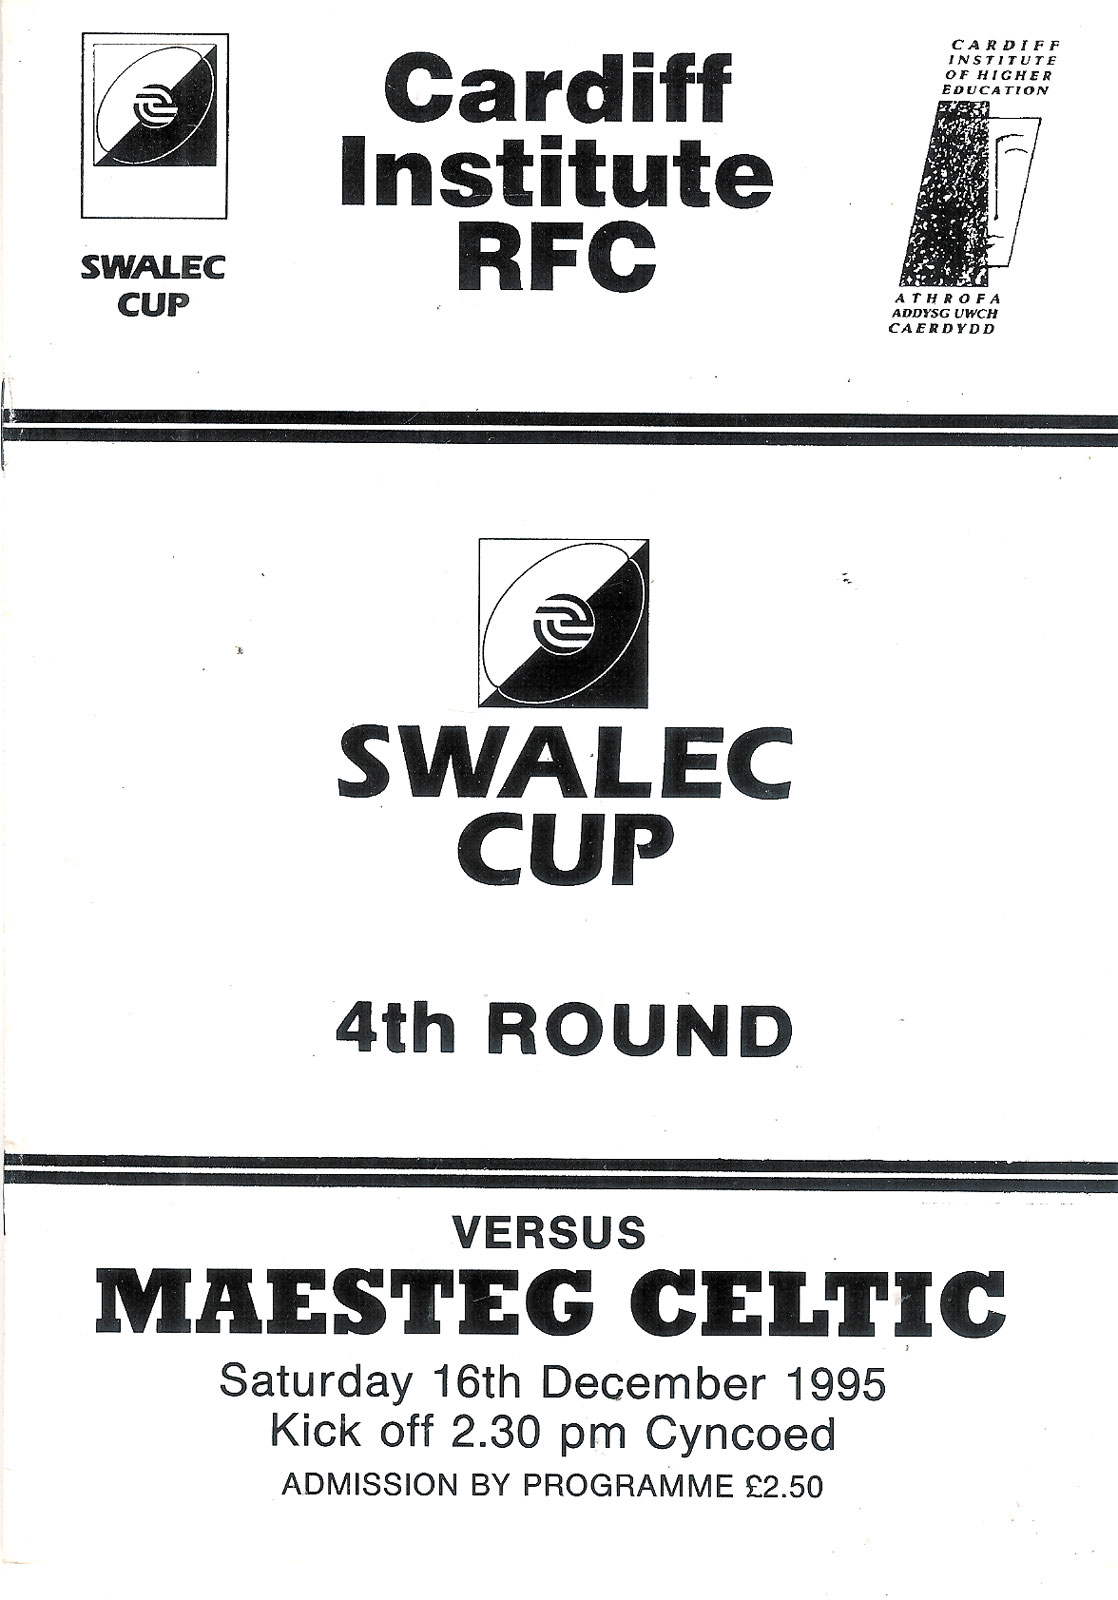 SWALEC
CUP
Cardiff
Institute
RFC
CARDIFF
INSTITUTE
OF HIGHER
EDUCATION
ATHROFA
ADDYSG UWCH
CAERDYDD
SWALEC
CUP
4th ROUND
VERSUS
MAESTEG CELTIC
Saturday 16th December 1995
Kick off 2.30 pm Cyncoed
ADMISSION BY PROGRAMME £2.50